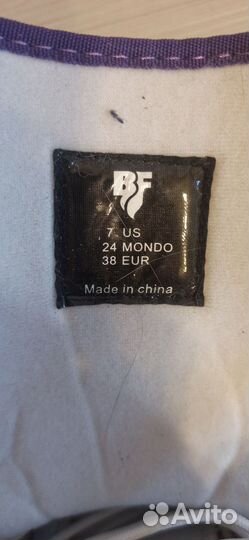 BF
7 US
24 MONDO
38 EUR
Made in china
Avito